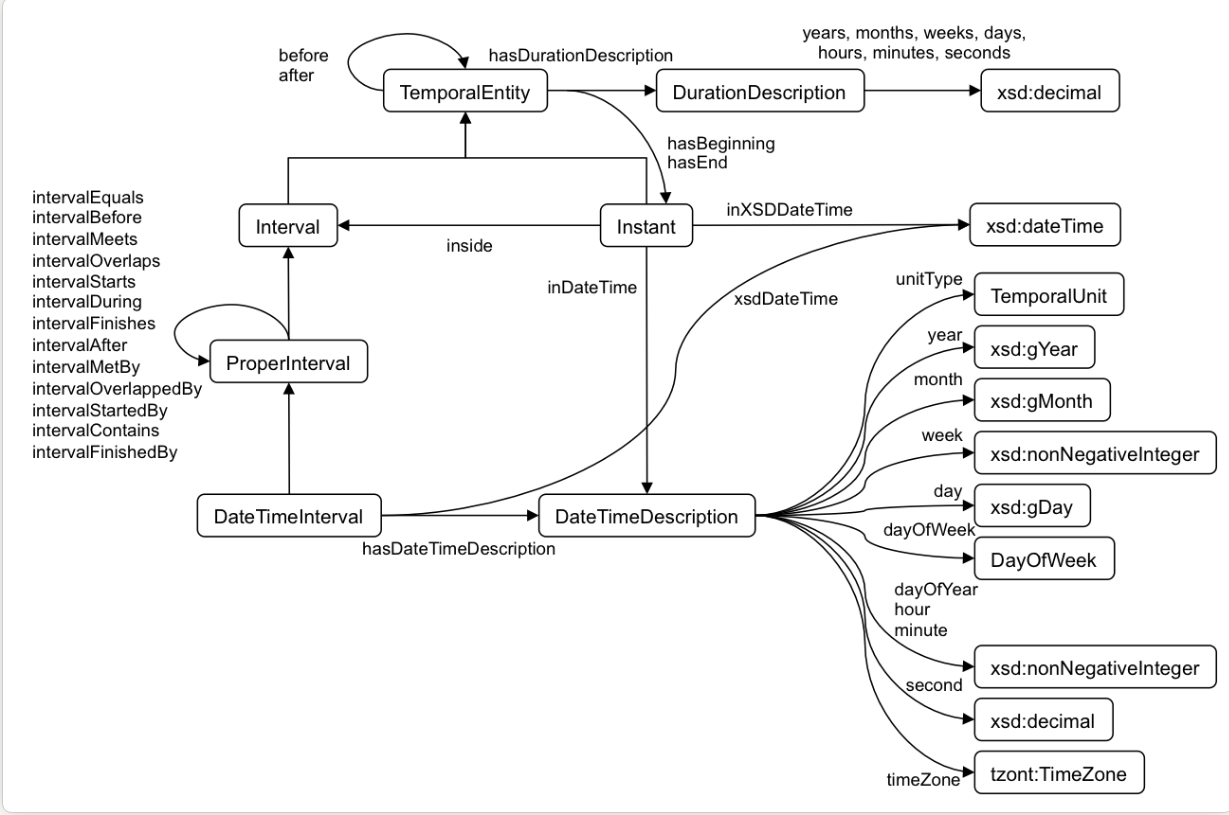 before
after
hasDurationDescription
years, months, weeks, days,
hours, minutes, seconds
TemporalEntity
DurationDescription
xsd:decimal
hasBeginning
hasEnd
intervalEquals
intervalBefore
intervalMeets
intervalOverlaps
intervalStarts
intervalDuring
intervalFinishes
intervalAfter
intervalMetBy
intervalOverlappedBy
intervalStartedBy
intervalContains
intervalFinishedBy
Interval
inside
Instant
inXSDDateTime
xsd:dateTime
inDateTime
xsdDateTime
ProperInterval
DateTimeInterval
hasDateTimeDescription
DateTimeDescription
unitType
TemporalUnit
year
xsd:gYear
month
xsd:gMonth
week
xsd:nonNegativeInteger
day
xsd:gDay
dayOfWeek
DayOfWeek
dayOfYear
hour
minute
xsd:nonNegativeInteger
second
xsd:decimal
timeZone
tzont:TimeZone